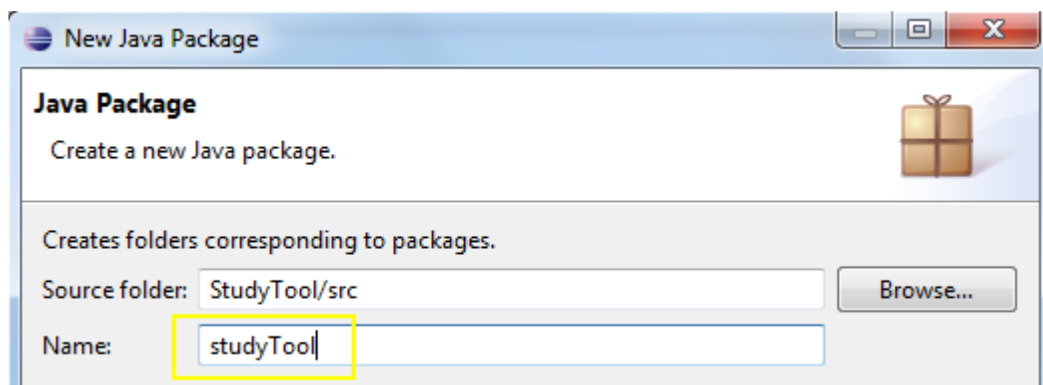 New Java Package
Java Package
Create a new Java package.
Creates folders corresponding to packages.
Source folder: StudyTool/src Browse...
Name: studyTool